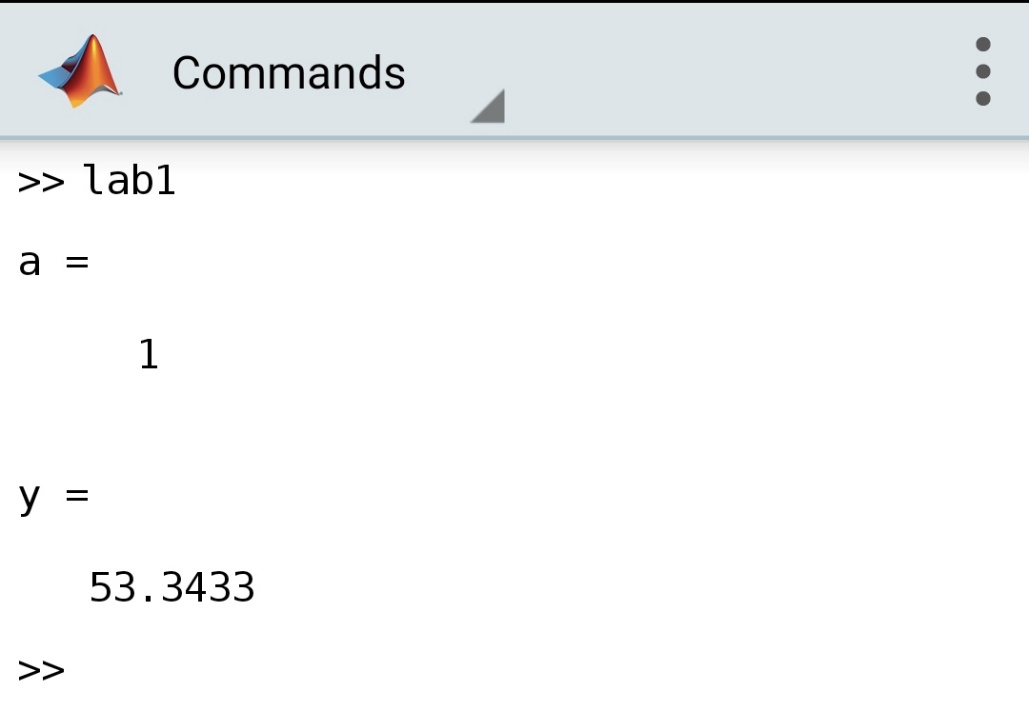 Commands
>> lab1
a =
1
y =
53.3433
>>